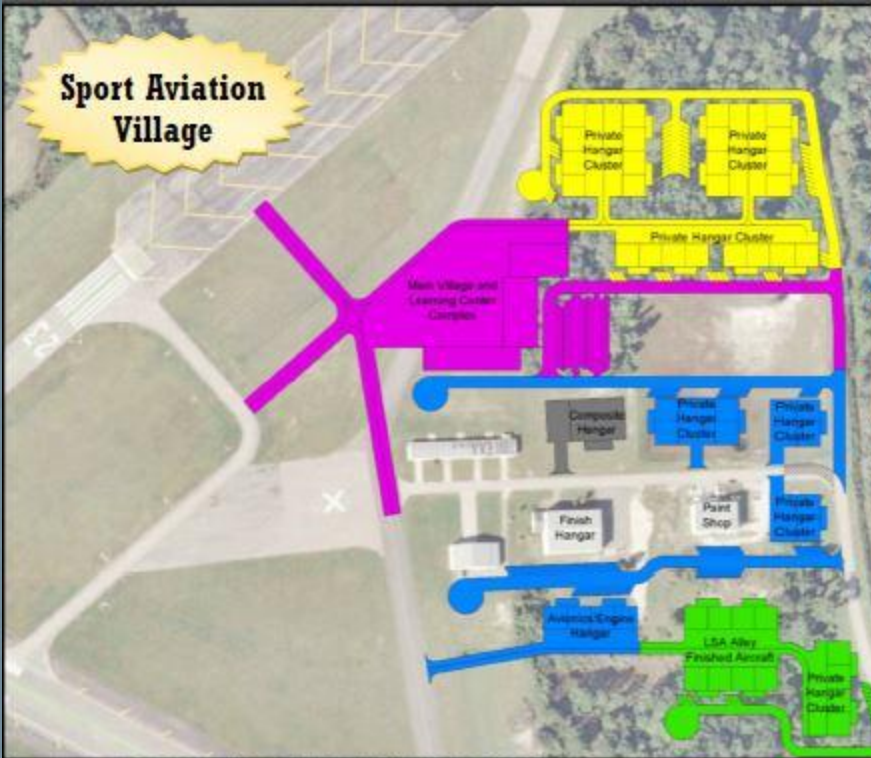 Sport Aviation
Village
Private
Hangar
Cluster
Private
Hangar
Cluster
Private Hangar Cluster
Main Village and
Learning Center
Complex
23
Composite
Hangar
Private
Hangar
Cluster
Private
Hangar
Cluster
X
Finish
Hangar
Paint
Shop
Private
Hangar
Cluster
Avionics/Engine
Hangar
LSA Alley
Finished Aircraft
Private
Hangar
Cluster